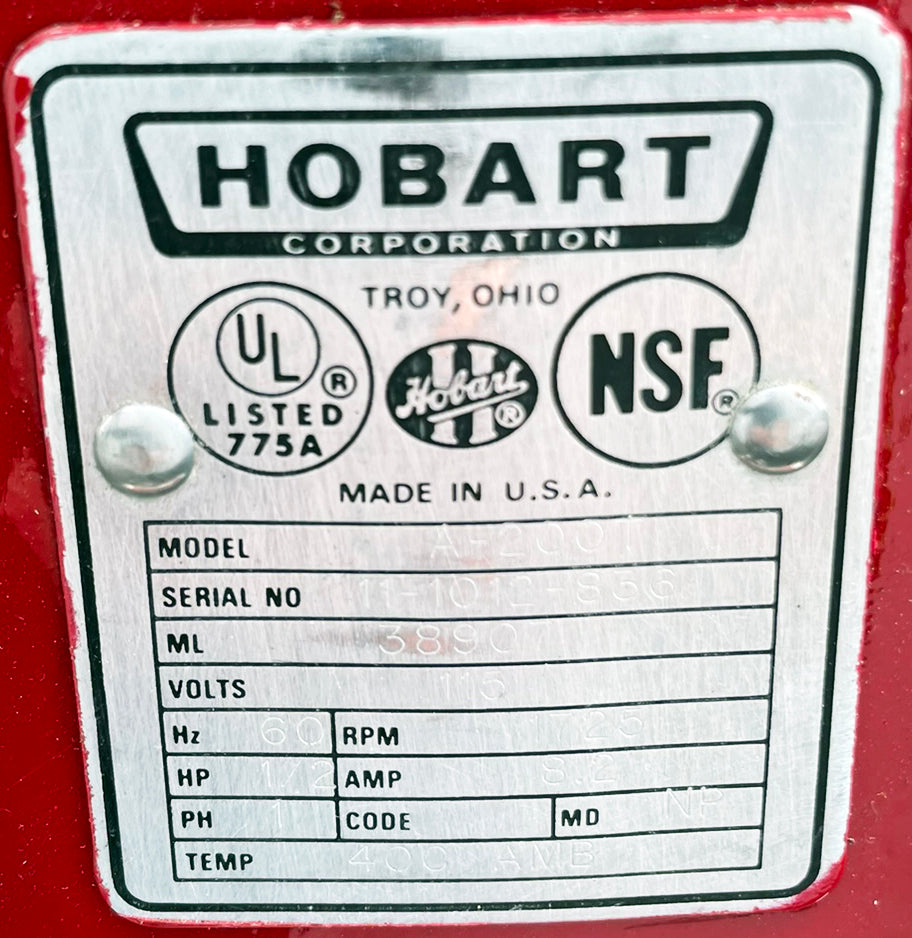 HOBART
CORPORATION
TROY, OHIO
UL ®
LISTED
775A
Hobart ®
NSF ®
MADE IN U.S.A.
MODEL A-200
SERIAL NO 11-1012-856
ML 38907
VOLTS 115
Hz 60 RPM 1725
HP 1/2 AMP 8.2
PH 1 CODE MD NP
TEMP 40C AMB